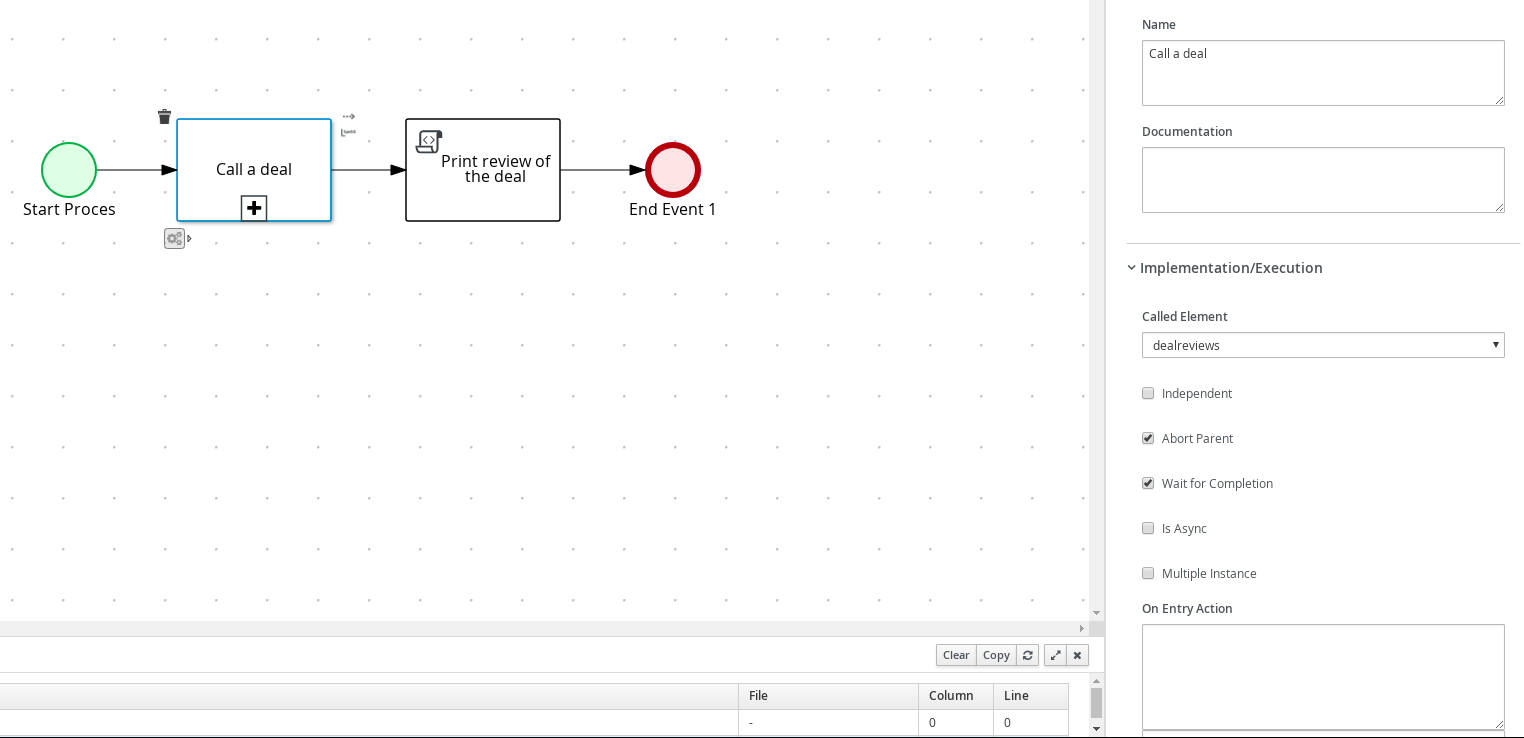 Call a deal
Print review of
the deal
Start Proces
End Event 1
Clear
Copy
File
Column
Line
-
0
0
Name
Call a deal
Documentation
Implementation/Execution
Called Element
dealreviews
Independent
Abort Parent
Wait for Completion
Is Async
Multiple Instance
On Entry Action